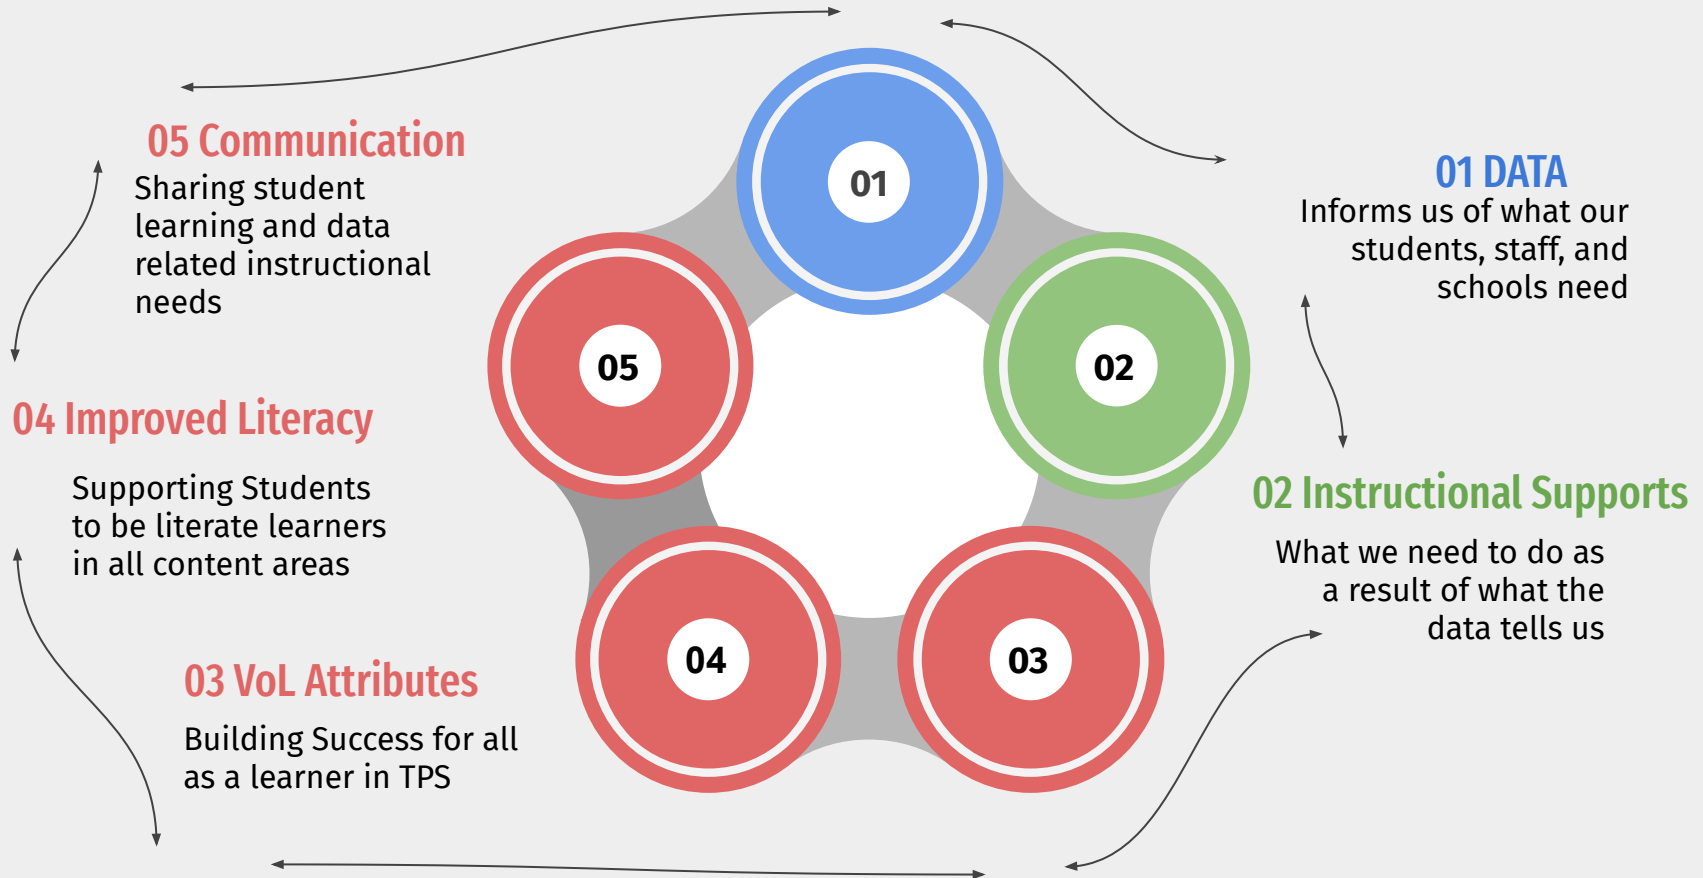 01
02
03
04
05
01 DATA
Informs us of what our
students, staff, and
schools need
02 Instructional Supports
What we need to do as
a result of what the
data tells us
03 VoL Attributes
Building Success for all
as a learner in TPS
04 Improved Literacy
Supporting Students
to be literate learners
in all content areas
05 Communication
Sharing student
learning and data
related instructional
needs